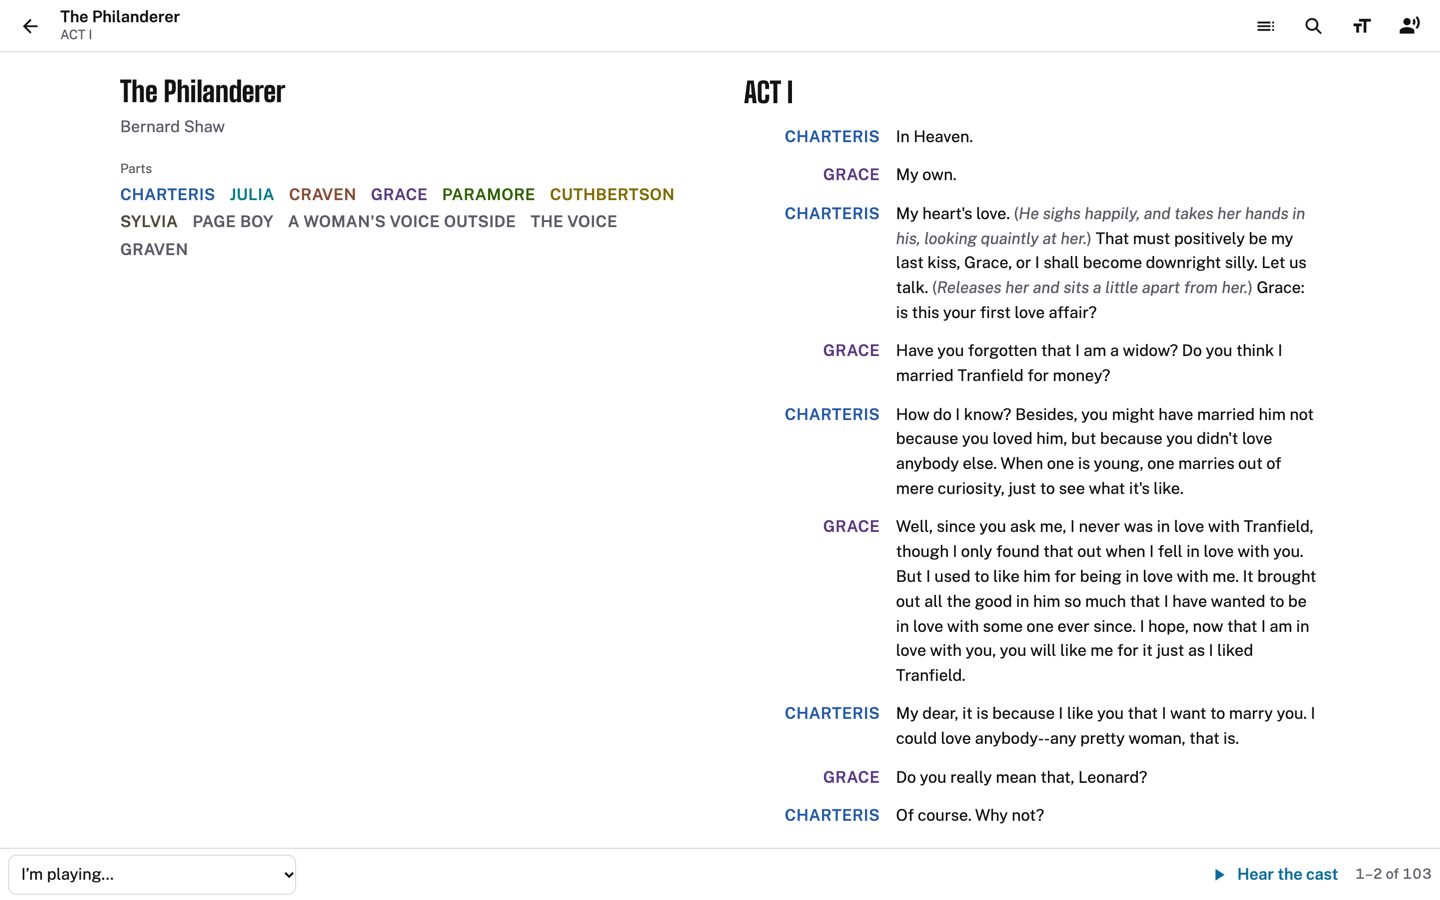 The Philanderer
ACT I
The Philanderer
Bernard Shaw
Parts
CHARTERIS JULIA CRAVEN GRACE PARAMORE CUTHBERTSON
SYLVIA PAGE BOY A WOMAN'S VOICE OUTSIDE THE VOICE
GRAVEN
ACT I
CHARTERIS In Heaven.
GRACE My own.
CHARTERIS My heart's love. (He sighs happily, and takes her hands in
his, looking quaintly at her.) That must positively be my
last kiss, Grace, or I shall become downright silly. Let us
talk. (Releases her and sits a little apart from her.) Grace:
is this your first love affair?
GRACE Have you forgotten that I am a widow? Do you think I
married Tranfield for money?
CHARTERIS How do I know? Besides, you might have married him not
because you loved him, but because you didn't love
anybody else. When one is young, one marries out of
mere curiosity, just to see what it's like.
GRACE Well, since you ask me, I never was in love with Tranfield,
though I only found that out when I fell in love with you.
But I used to like him for being in love with me. It brought
out all the good in him so much that I have wanted to be
in love with some one ever since. I hope, now that I am in
love with you, you will like me for it just as I liked
Tranfield.
CHARTERIS My dear, it is because I like you that I want to marry you. I
could love anybody--any pretty woman, that is.
GRACE Do you really mean that, Leonard?
CHARTERIS Of course. Why not?
I'm playing...
Hear the cast 1–2 of 103